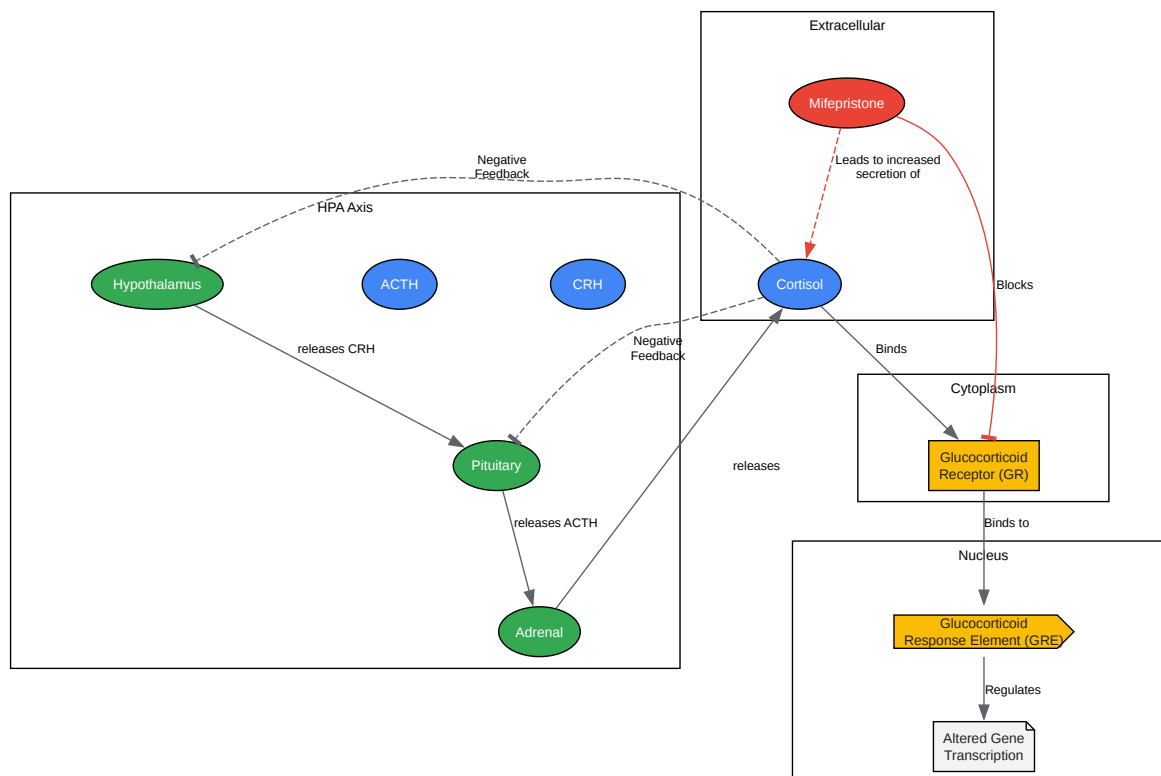 Extracellular
Mifepristone
Negative
Feedback
Leads to increased
secretion of
HPA Axis
Hypothalamus
ACTH
CRH
Cortisol
Blocks
releases CRH
Negative
Feedback
Binds
Cytoplasm
Pituitary
releases
Glucocorticoid
Receptor (GR)
releases ACTH
Binds to
Nucleus
Adrenal
Glucocorticoid
Response Element (GRE)
Regulates
Altered Gene
Transcription